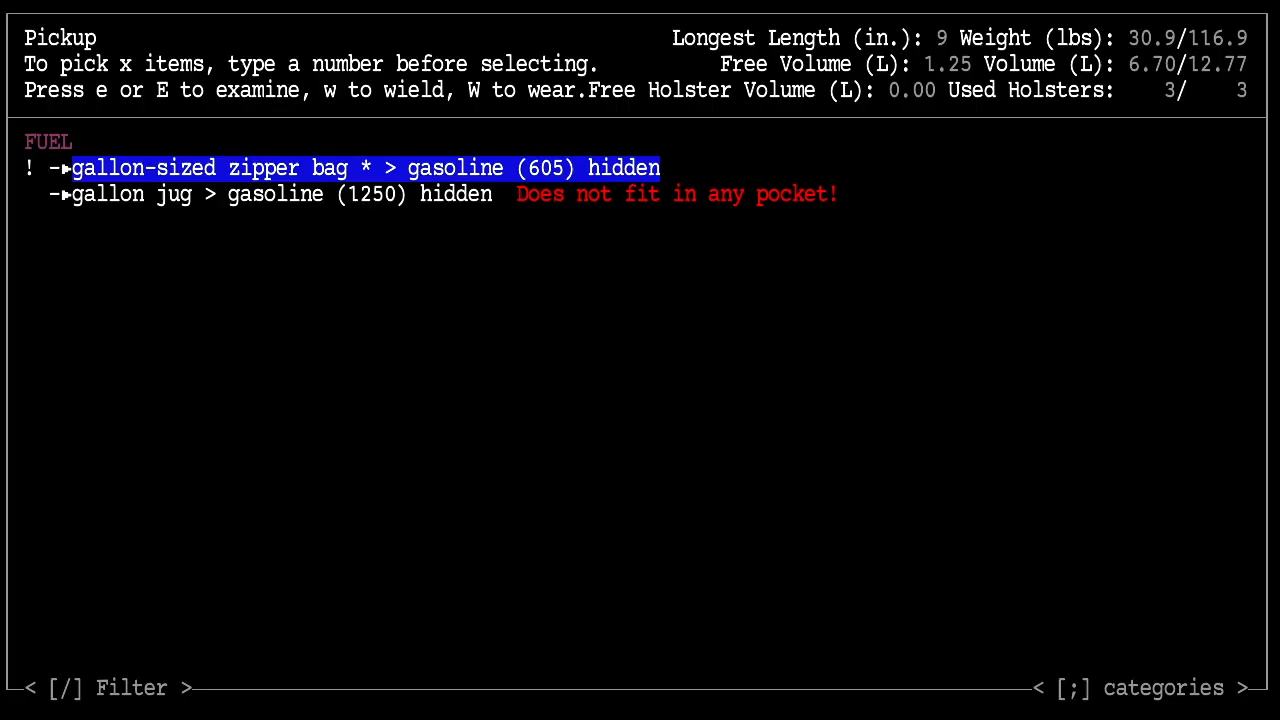 Pickup Longest Length (in.): 9 Weight (lbs): 30.9/116.9
To pick x items, type a number before selecting. Free Volume (L): 1.25 Volume (L): 6.70/12.77
Press e or E to examine, w to wield, W to wear.Free Holster Volume (L): 0.00 Used Holsters: 3/ 3
FUEL
! -▸gallon-sized zipper bag * > gasoline (605) hidden
-▸gallon jug > gasoline (1250) hidden Does not fit in any pocket!
< [/] Filter > < [;] categories >